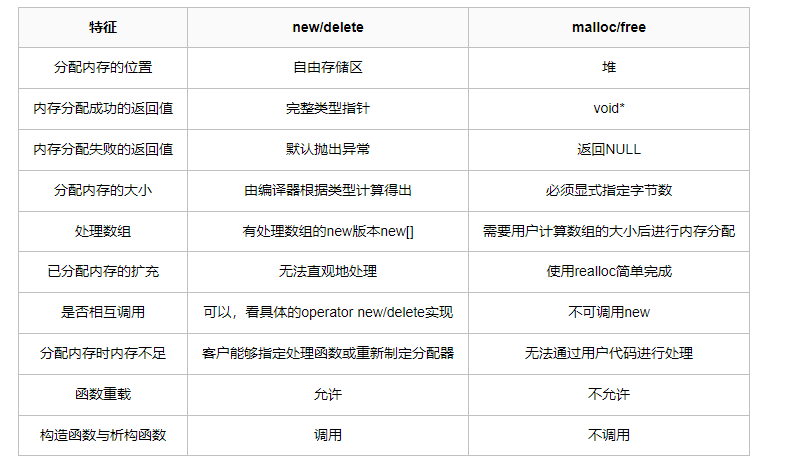 特征 new/delete malloc/free
分配内存的位置 自由存储区 堆
内存分配成功的返回值 完整类型指针 void*
内存分配失败的返回值 默认抛出异常 返回NULL
分配内存的大小 由编译器根据类型计算得出 必须显式指定字节数
处理数组 有处理数组的new版本new[] 需要用户计算数组的大小后进行内存分配
已分配内存的扩充 无法直观地处理 使用realloc简单完成
是否相互调用 可以，看具体的operator new/delete实现 不可调用new
分配内存时内存不足 客户能够指定处理函数或重新制定分配器 无法通过用户代码进行处理
函数重载 允许 不允许
构造函数与析构函数 调用 不调用